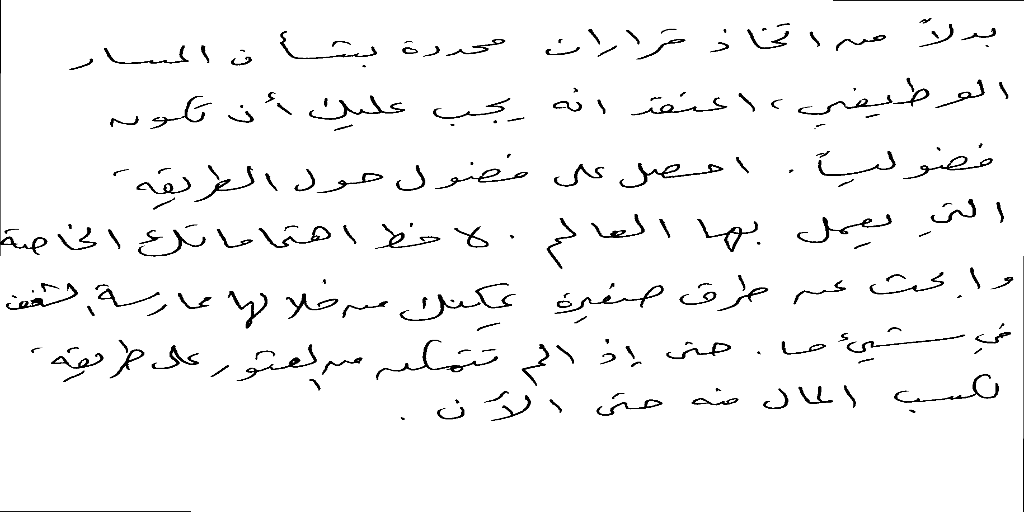 بدلاً من اتخاذ قرارات محددة بشأن المسار
الوظيفي، اعتقد انه يجب عليك أن تكون
فضولياً. احصل على فضول حول الطريقة
التي يعمل بها العالم. لاحظ اهتماماتك الخاصة
وابحث عن طرق صغيرة يمكنك من خلالها ممارسة الشغف
في شيء ما. حتى إذا لم تتمكن من العثور على طريقة
لكسب المال منه حتى الآن.